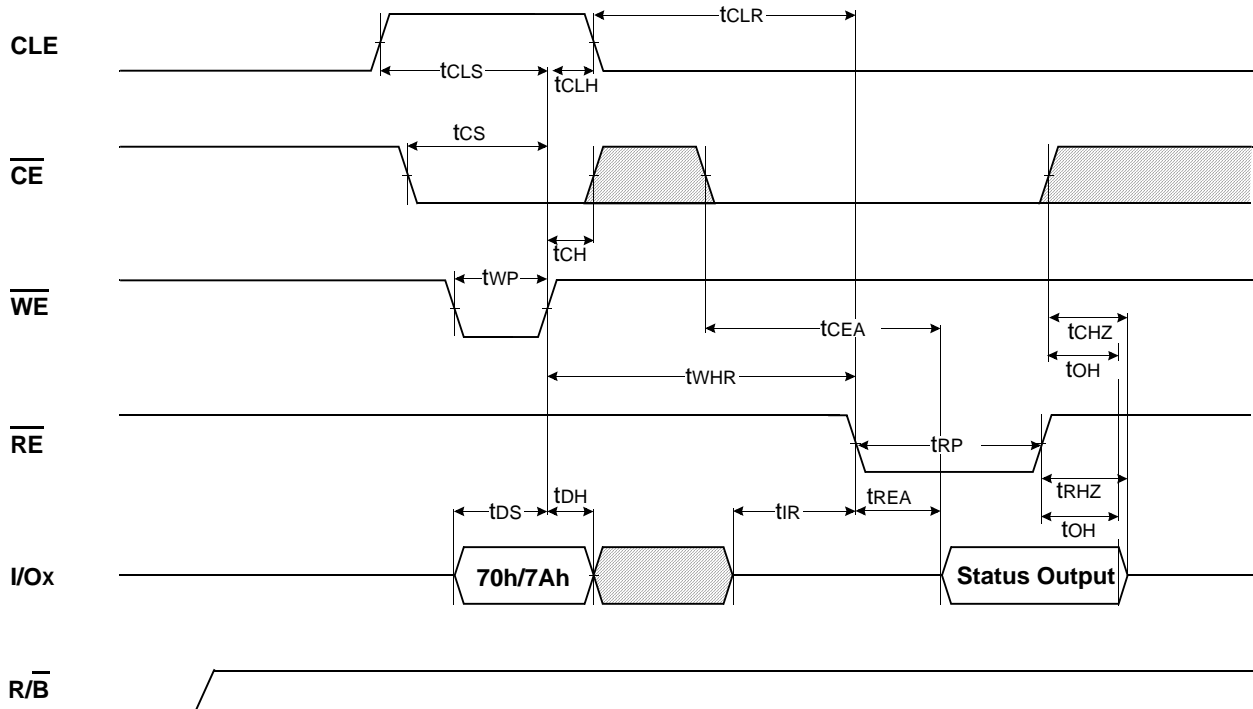 CLE
tCLR
tCLS
tCLH
CE
tCS
tCH
WE
tWP
tCEA
tCHZ
tOH
tWHR
RE
tRP
tRHZ
tOH
tDS
tDH
tIR
tREA
I/Ox
70h/7Ah
Status Output
R/B